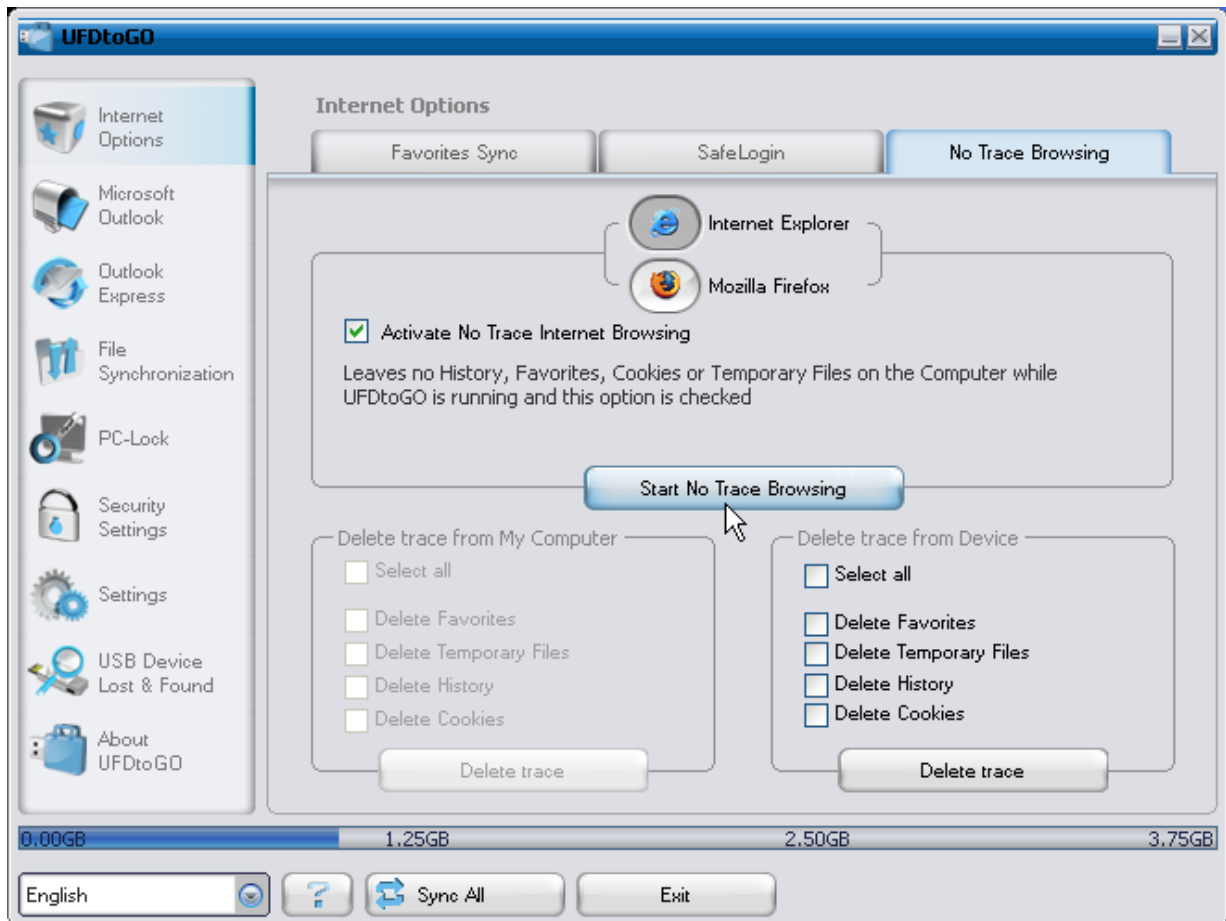 UFDtoGO
Internet
Options
Microsoft
Outlook
Outlook
Express
File
Synchronization
PC-Lock
Security
Settings
Settings
USB Device
Lost & Found
About
UFDtoGO
Internet Options
Favorites Sync
SafeLogin
No Trace Browsing
Internet Explorer
Mozilla Firefox
Activate No Trace Internet Browsing
Leaves no History, Favorites, Cookies or Temporary Files on the Computer while
UFDtoGO is running and this option is checked
Start No Trace Browsing
Delete trace from My Computer
Select all
Delete Favorites
Delete Temporary Files
Delete History
Delete Cookies
Delete trace
Delete trace from Device
Select all
Delete Favorites
Delete Temporary Files
Delete History
Delete Cookies
Delete trace
0.00GB 1.25GB 2.50GB 3.75GB
English ? Sync All Exit